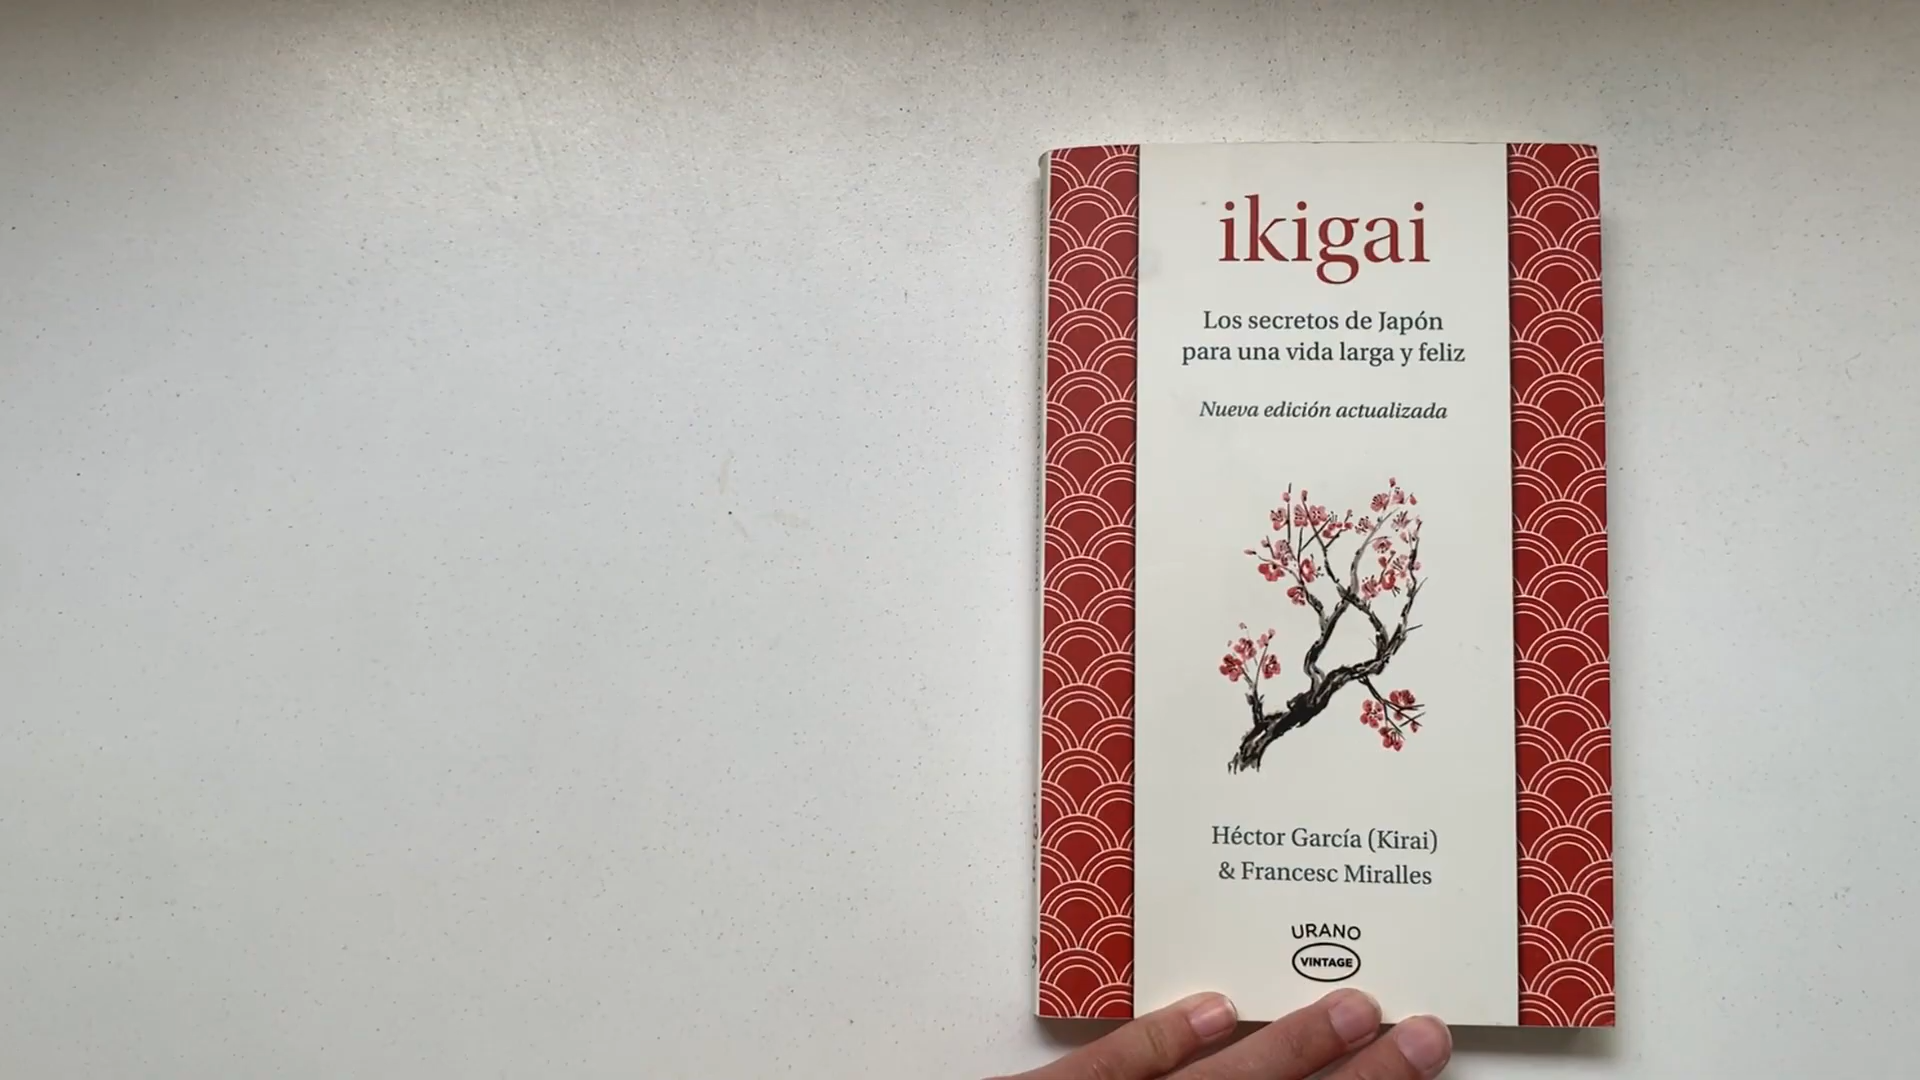 ikigai
Los secretos de Japón
para una vida larga y feliz
Nueva edición actualizada
Héctor García (Kirai)
& Francesc Miralles
URANO
VINTAGE